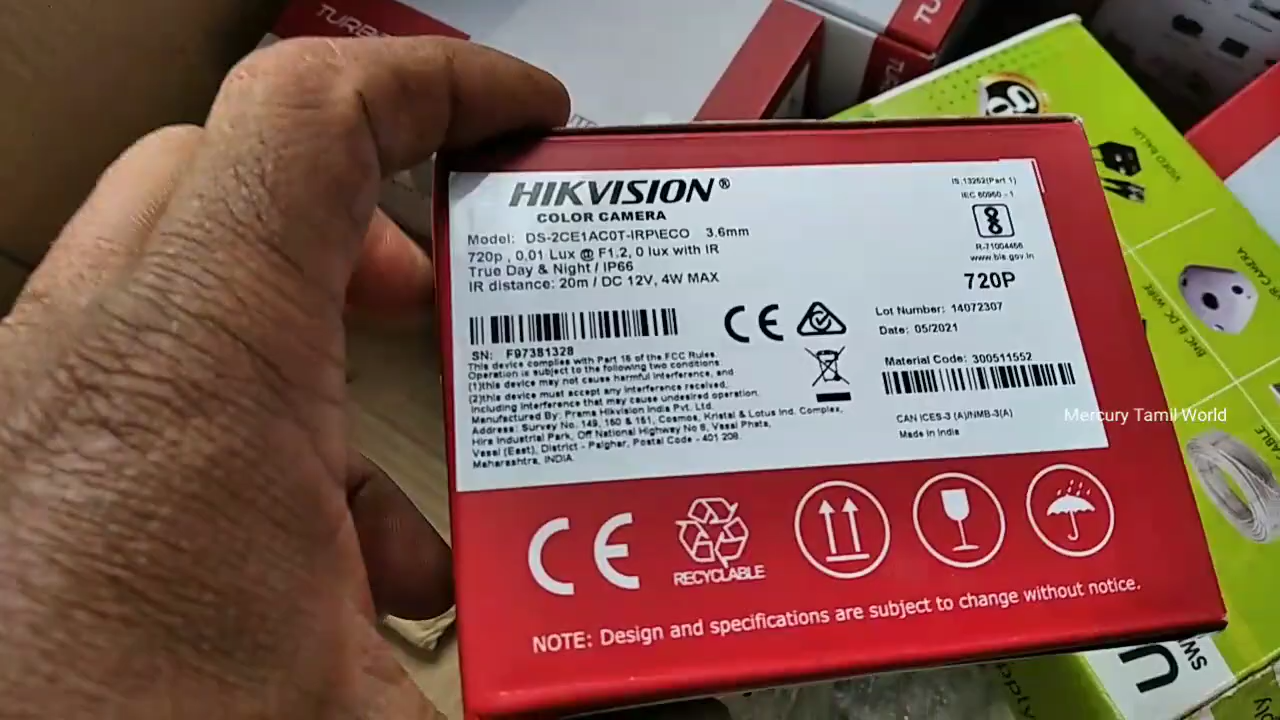 HIKVISION®
COLOR CAMERA
Model: DS-2CE1AC0T-IRP\ECO 3.6mm
720p , 0.01 Lux @ F1.2, 0 lux with IR
True Day & Night / IP66
IR distance: 20m / DC 12V, 4W MAX
SN: F97381328
This device complies with Part 15 of the FCC Rules.
Operation is subject to the following two conditions
(1)this device may not cause harmful interference, and
(2)this device must accept any interference received,
including interference that may cause undesired operation.
Manufactured By: Prama Hikvision India Pvt. Ltd.
Address: Survey No. 149, 150 & 151, Cosmos, Kristal & Lotus Ind. Complex,
Hira Industrial Park, Off National Highway No 8, Vasai Phata,
Vasai (East), District - Palghar, Postal Code - 401 208.
Maharashtra, INDIA.
IS 13252(Part 1)
IEC 60950 - 1
R-71004466
www.bis.gov.in
720P
Lot Number: 14072307
Date: 05/2021
Material Code: 300511552
CAN ICES-3 (A)/NMB-3(A)
Made in India
CE
CE
RECYCLABLE
NOTE: Design and specifications are subject to change without notice.
Mercury Tamil World
VIDEO BALUN
BNC & DC WIRE
IR CAMERA